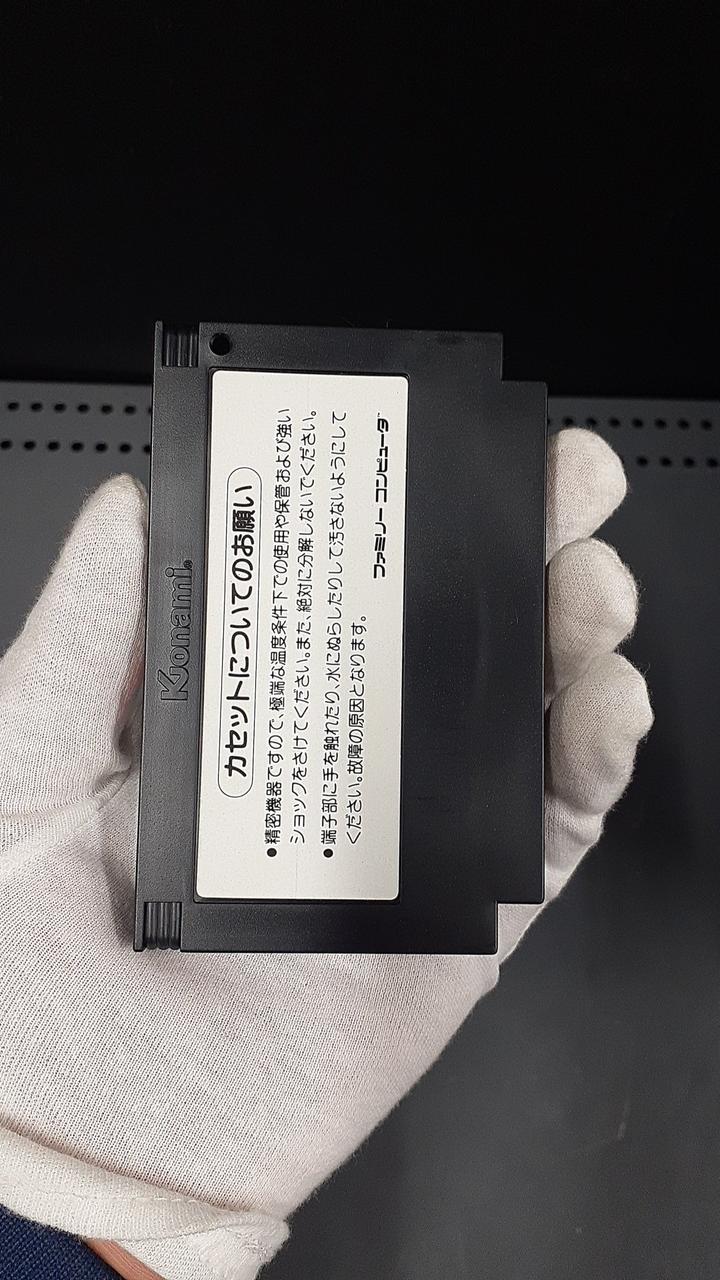 Konami®
カセットについてのお願い
●精密機器ですので、極端な温度条件下での使用や保管および強い
ショックをさけてください。また、絶対に分解しないでください。
●端子部に手を触れたり、水にぬらしたりして汚さないようにして
ください。故障の原因となります。
ファミリーコンピュータ™